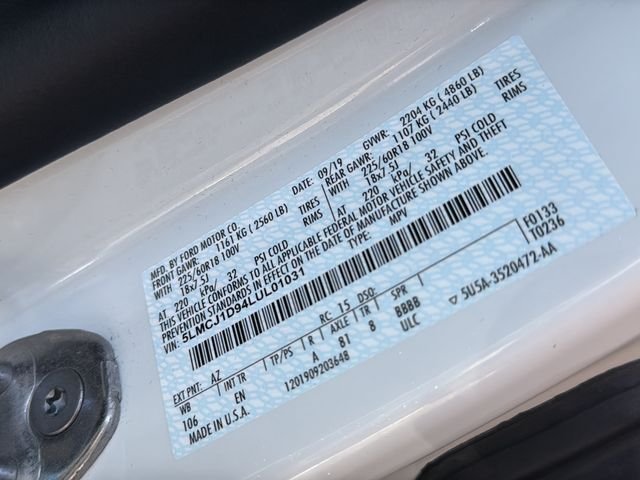 MFD. BY FORD MOTOR CO.
DATE: 09/19 GVWR: 2204 KG ( 4860 LB)
FRONT GAWR: 1161 KG ( 2560 LB) REAR GAWR: 1107 KG ( 2440 LB)
225/60R18 100V TIRES WITH 225/60R18 100V TIRES
18x7.5J RIMS 18x7.5J RIMS
AT 220 kPa/ 32 PSI COLD AT 220 kPa/ 32 PSI COLD
THIS VEHICLE CONFORMS TO ALL APPLICABLE FEDERAL MOTOR VEHICLE SAFETY AND THEFT
PREVENTION STANDARDS IN EFFECT ON THE DATE OF MANUFACTURE SHOWN ABOVE.
VIN: 5LMCJ1D94LUL01031 TYPE: MPV
F0133
T0236
EXT PNT: AZ RC: 15 DSO:
WB INT TR TP/PS R AXLE TR SPR
106 EN A 81 8 BBBB
1201909203648 ULC
MADE IN U.S.A. 5U5A-3520472-AA